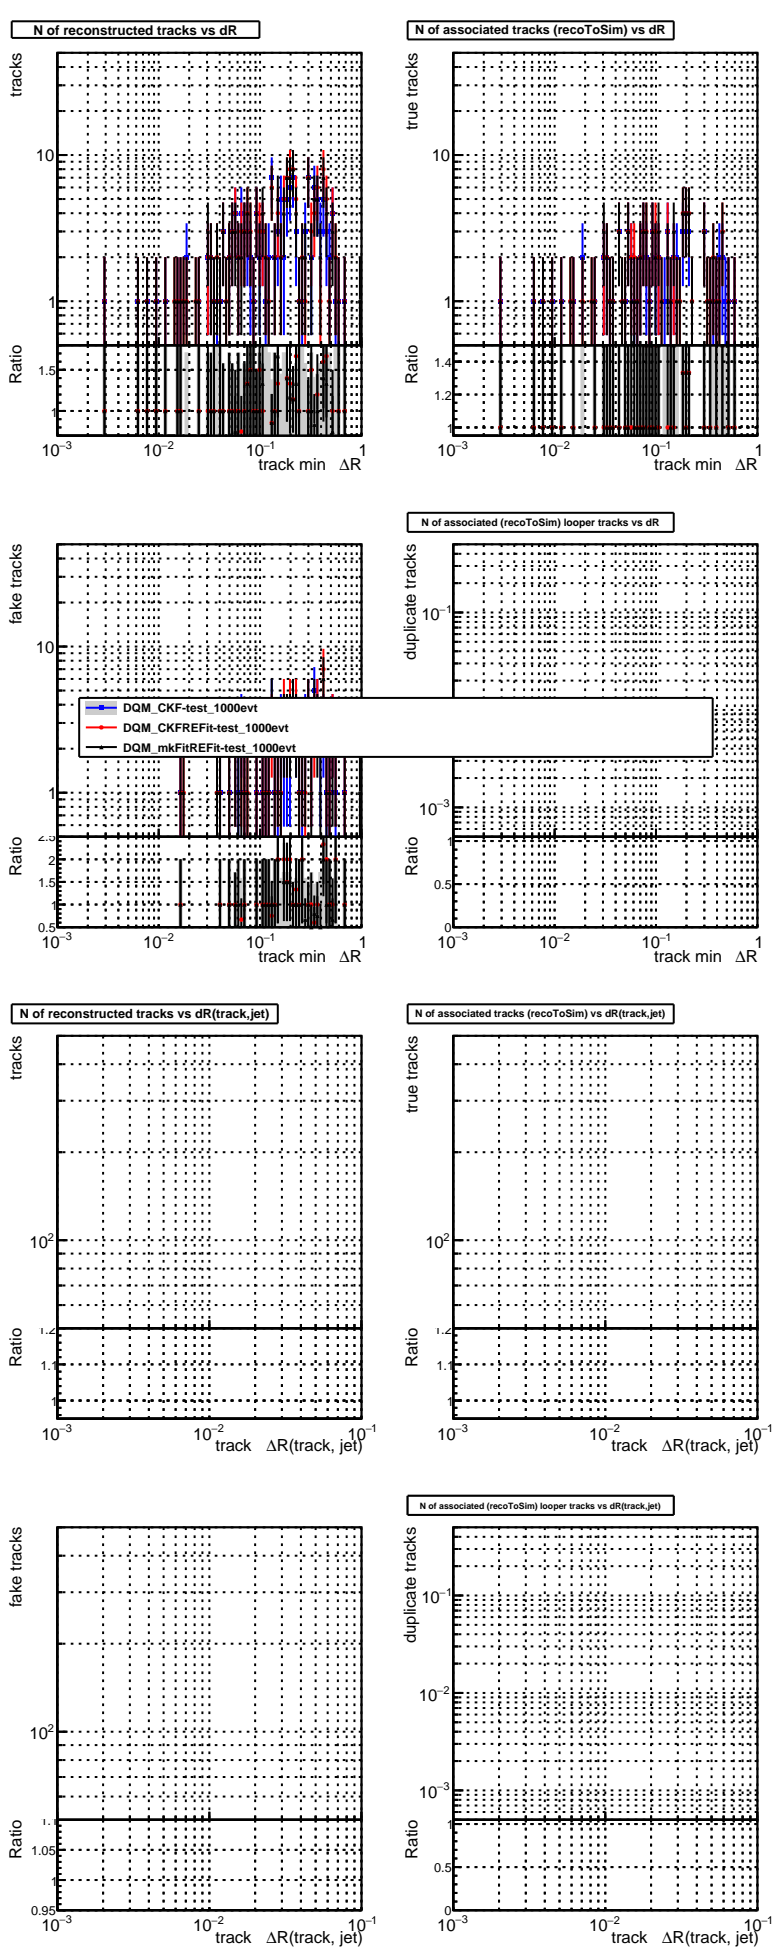 N of reconstructed tracks vs dR
tracks
10
1
Ratio
1.5
1
10⁻³ 10⁻² 10⁻¹ 1
track min ΔR
N of associated tracks (recoToSim) vs dR
true tracks
10
1
Ratio
1.4
1.2
1
10⁻³ 10⁻² 10⁻¹ 1
track min ΔR
fake tracks
10
1
Ratio
2.5
2
1.5
1
0.5
10⁻³ 10⁻² 10⁻¹ 1
track min ΔR
N of associated (recoToSim) looper tracks vs dR
duplicate tracks
10⁻¹
10⁻³
Ratio
1
0.5
0
10⁻³ 10⁻² 10⁻¹ 1
track min ΔR
DQM_CKF-test_1000evt
DQM_CKFREFit-test_1000evt
DQM_mkFitREFit-test_1000evt
N of reconstructed tracks vs dR(track,jet)
tracks
10²
Ratio
1.2
1.1
1
10⁻³ 10⁻² 10⁻¹
track ΔR(track, jet)
N of associated tracks (recoToSim) vs dR(track,jet)
true tracks
10²
Ratio
1.2
1.1
1
10⁻³ 10⁻² 10⁻¹
track ΔR(track, jet)
fake tracks
10²
Ratio
1.1
1.05
1
0.95
10⁻³ 10⁻² 10⁻¹
track ΔR(track, jet)
N of associated (recoToSim) looper tracks vs dR(track,jet)
duplicate tracks
10⁻¹
10⁻²
10⁻³
Ratio
1
0.5
0
10⁻³ 10⁻² 10⁻¹
track ΔR(track, jet)